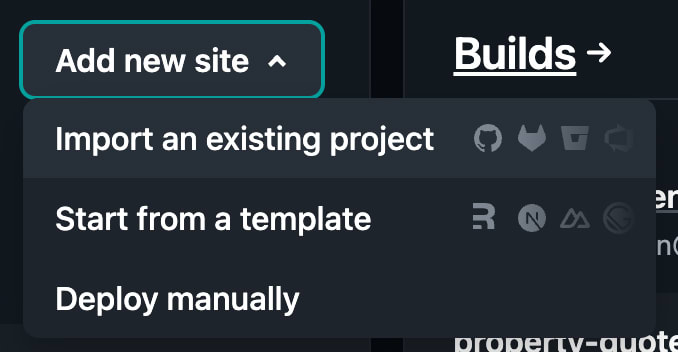 Add new site
Builds →
Import an existing project
Start from a template
Deploy manually
property-quote